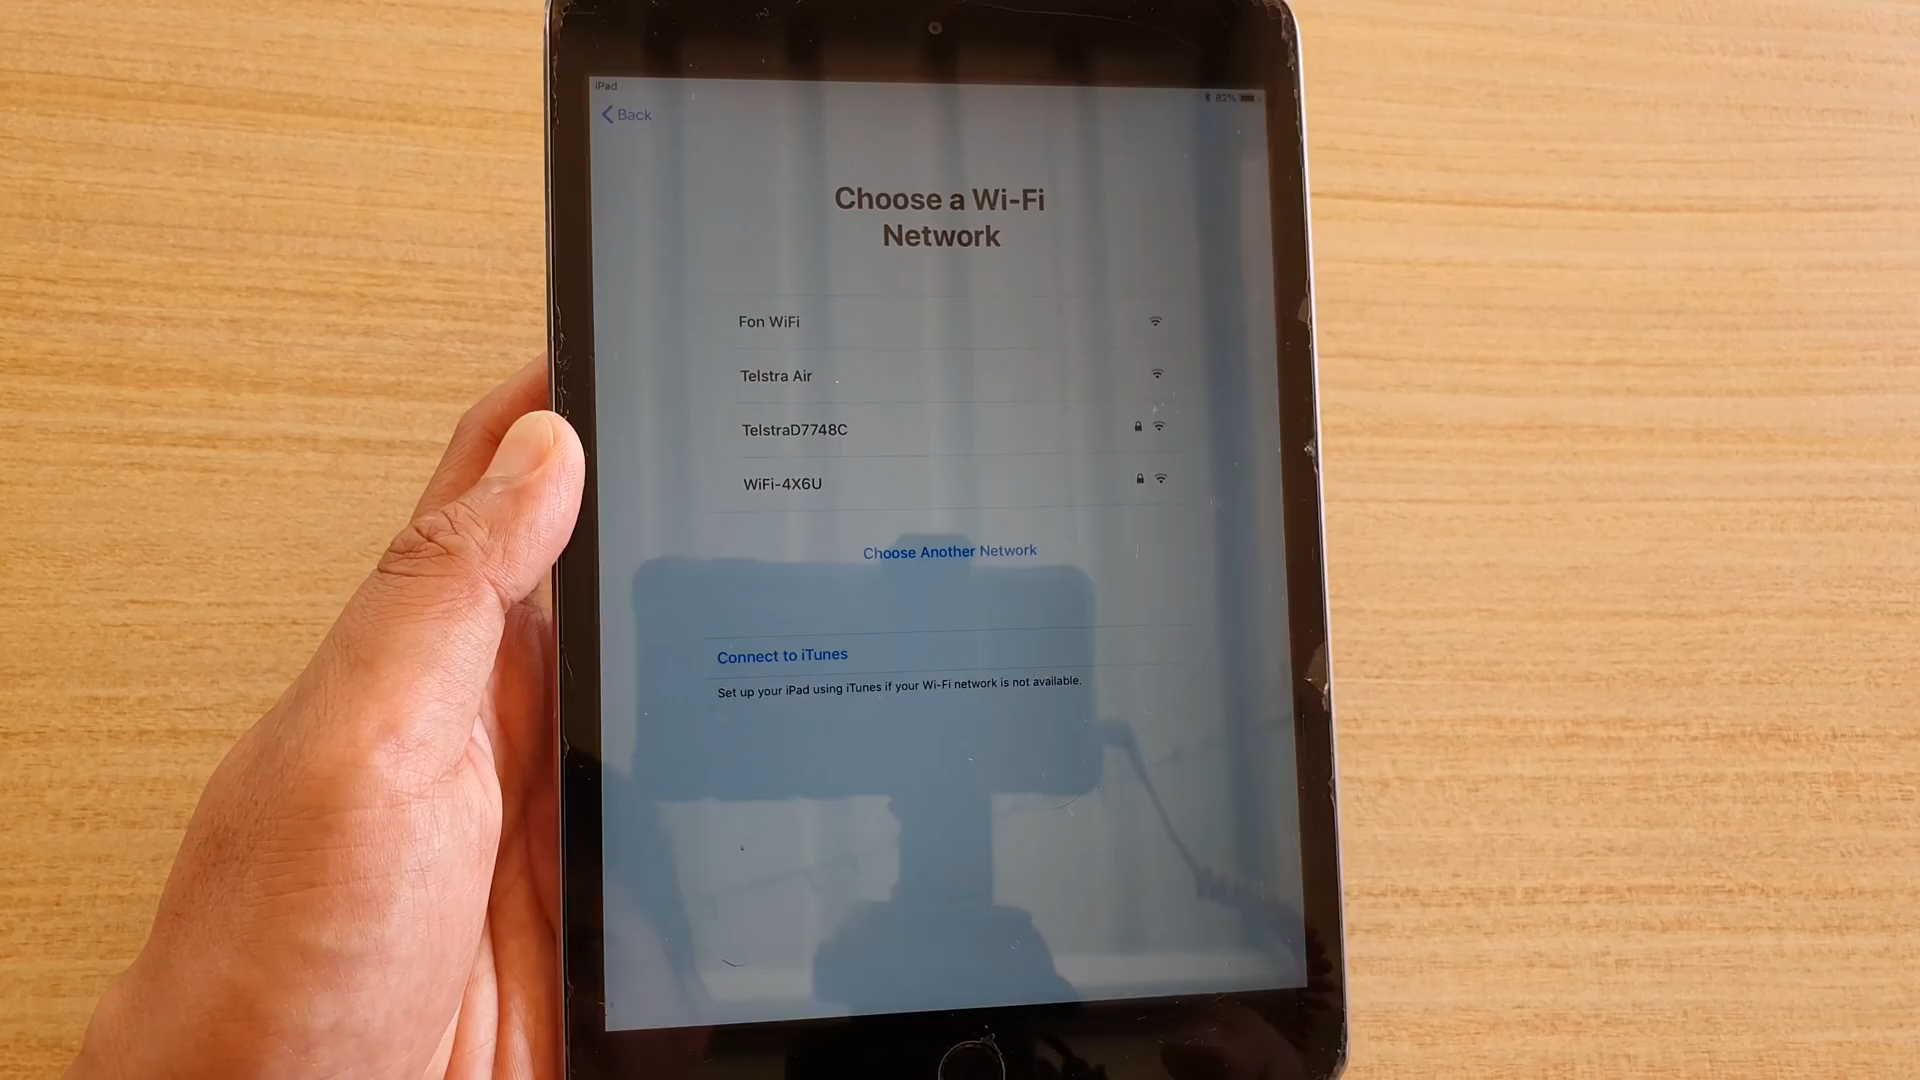 iPad
82%
Back
Choose a Wi-Fi
Network
Fon WiFi
Telstra Air
TelstraD7748C
WiFi-4X6U
Choose Another Network
Connect to iTunes
Set up your iPad using iTunes if your Wi-Fi network is not available.